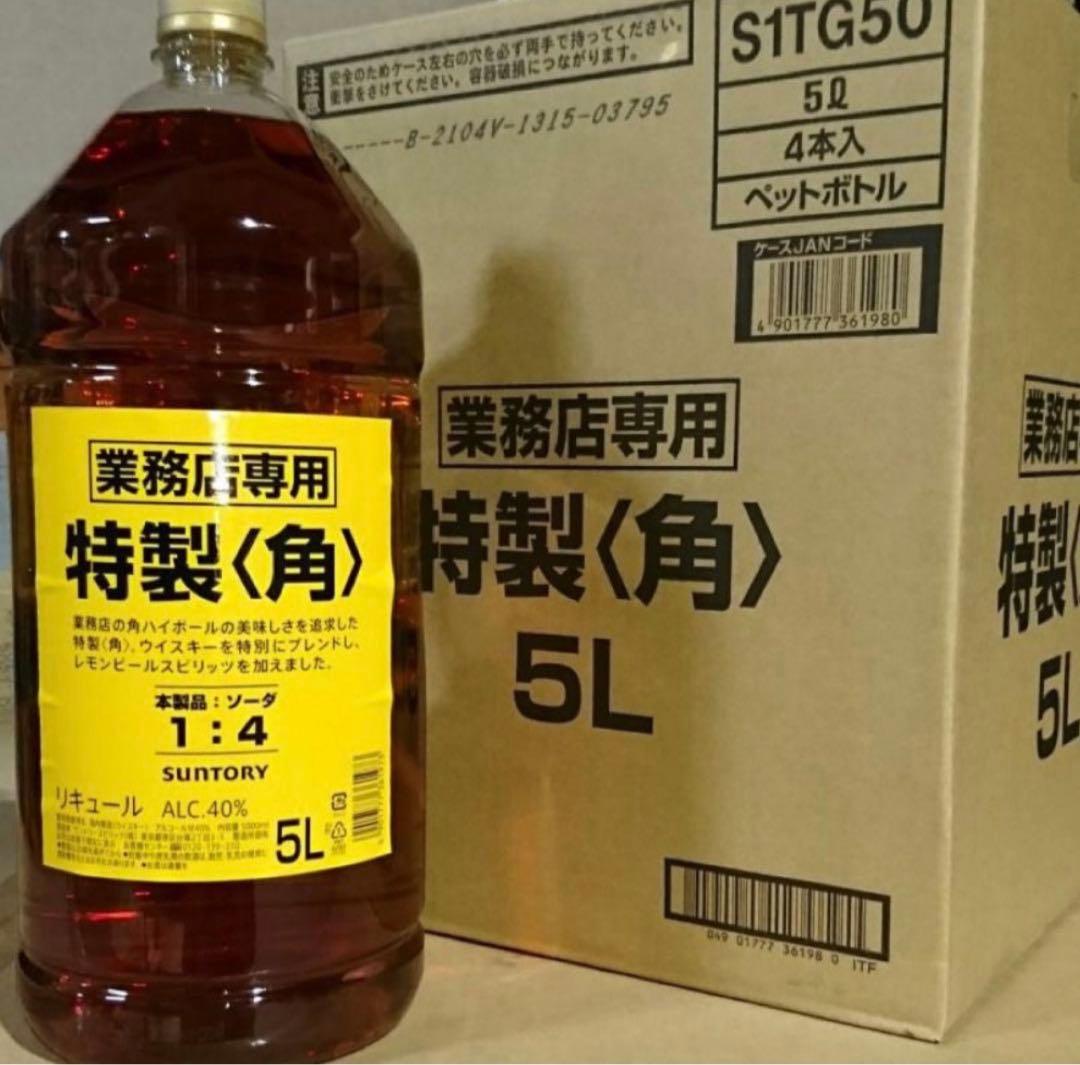 業務店専用
特製〈角〉
業務店の角ハイボールの美味しさを追求した
特製〈角〉。ウイスキーを特別にブレンドし、
レモンピールスピリッツを加えました。
本製品:ソーダ
1:4
SUNTORY
リキュール ALC.40%
5L
注意
安全のためケース左右の穴を必ず両手で持ってください。
衝撃をさけてください。容器破損につながります。
-----B-2104V-1315-03795
S1TG50
5ℓ
4本入
ペットボトル
ケースJANコード
4 901777 361980
業務店専用
特製〈角〉
5L
049 01777 36198 0 ITF
業務店
特製〈
5L